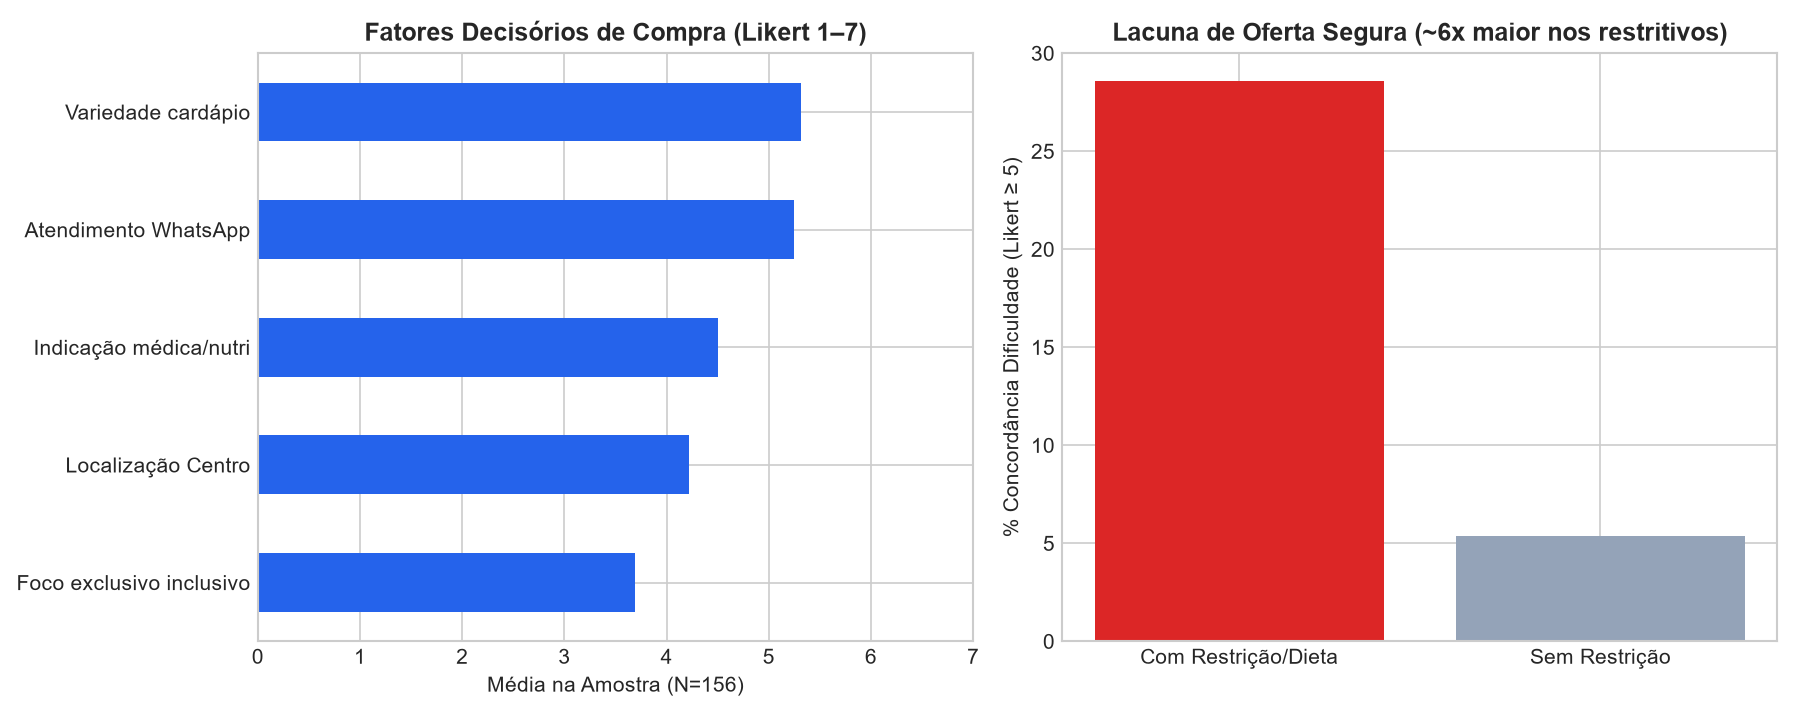 Fatores Decisórios de Compra (Likert 1–7)
Variedade cardápio
Atendimento WhatsApp
Indicação médica/nutri
Localização Centro
Foco exclusivo inclusivo
0 1 2 3 4 5 6 7
Média na Amostra (N=156)
Lacuna de Oferta Segura (~6x maior nos restritivos)
% Concordância Dificuldade (Likert ≥ 5)
30
25
20
15
10
5
0
Com Restrição/Dieta Sem Restrição